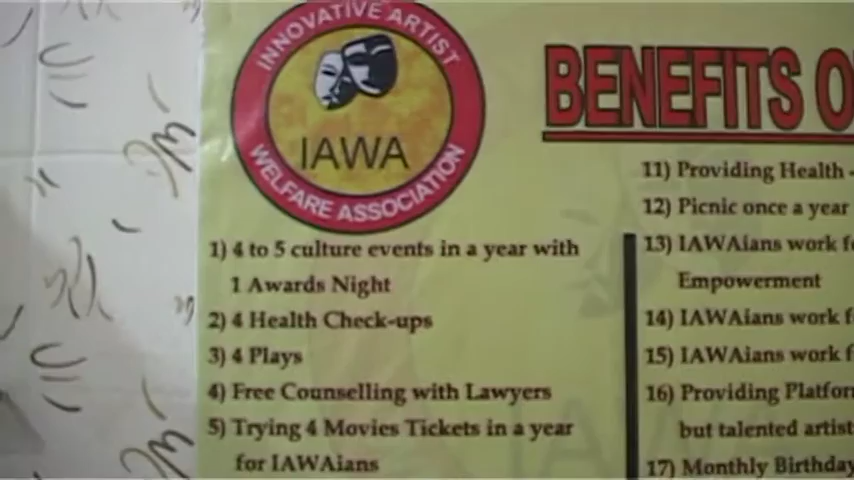 INNOVATIVE ARTIST
IAWA
WELFARE ASSOCIATION
BENEFITS
1) 4 to 5 culture events in a year with
1 Awards Night
2) 4 Health Check-ups
3) 4 Plays
4) Free Counselling with Lawyers
5) Trying 4 Movies Tickets in a year
for IAWAians
11) Providing Health -
12) Picnic once a year
13) IAWAians work
Empowerment
14) IAWAians work
15) IAWAians work
16) Providing
but talented
17) Monthly